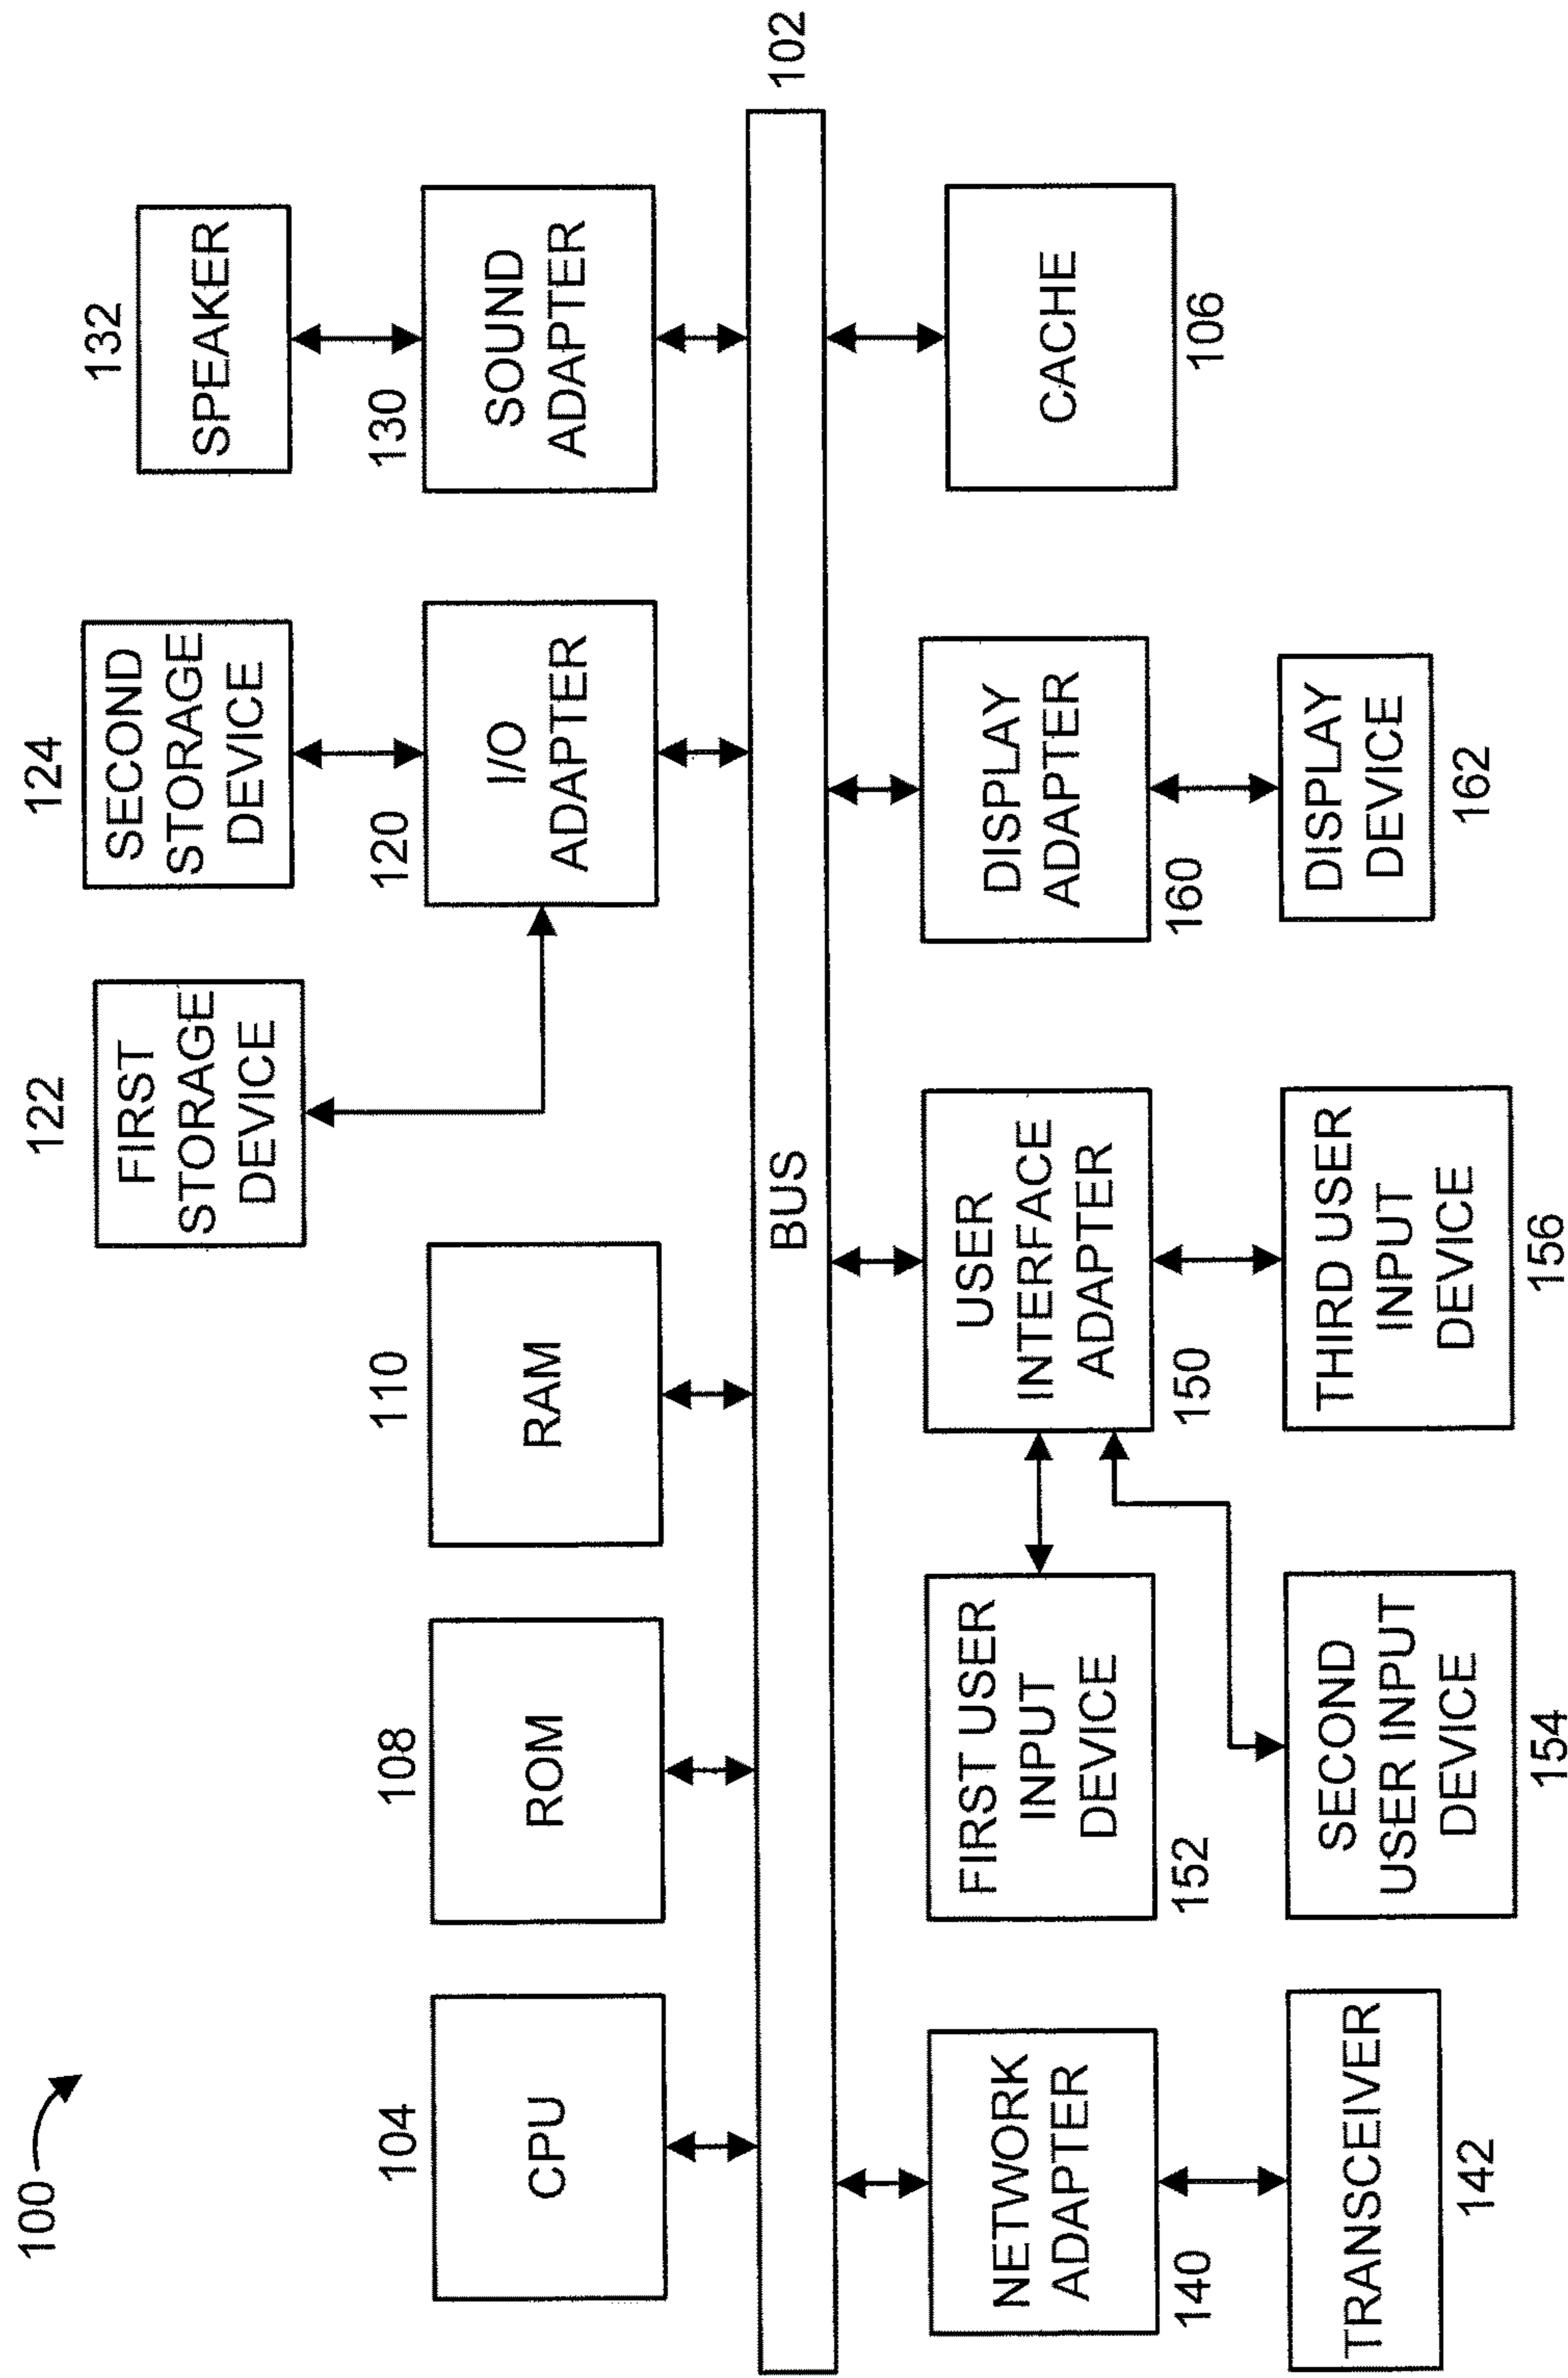 100
122
FIRST
STORAGE
DEVICE
124
SECOND
STORAGE
DEVICE
132
SPEAKER
104
CPU
108
ROM
110
RAM
120
I/O
ADAPTER
130
SOUND
ADAPTER
BUS
102
NETWORK
ADAPTER
140
FIRST USER
INPUT
DEVICE
152
USER
INTERFACE
ADAPTER
150
DISPLAY
ADAPTER
160
CACHE
106
TRANSCEIVER
142
SECOND
USER INPUT
DEVICE
154
THIRD USER
INPUT
DEVICE
156
DISPLAY
DEVICE
162